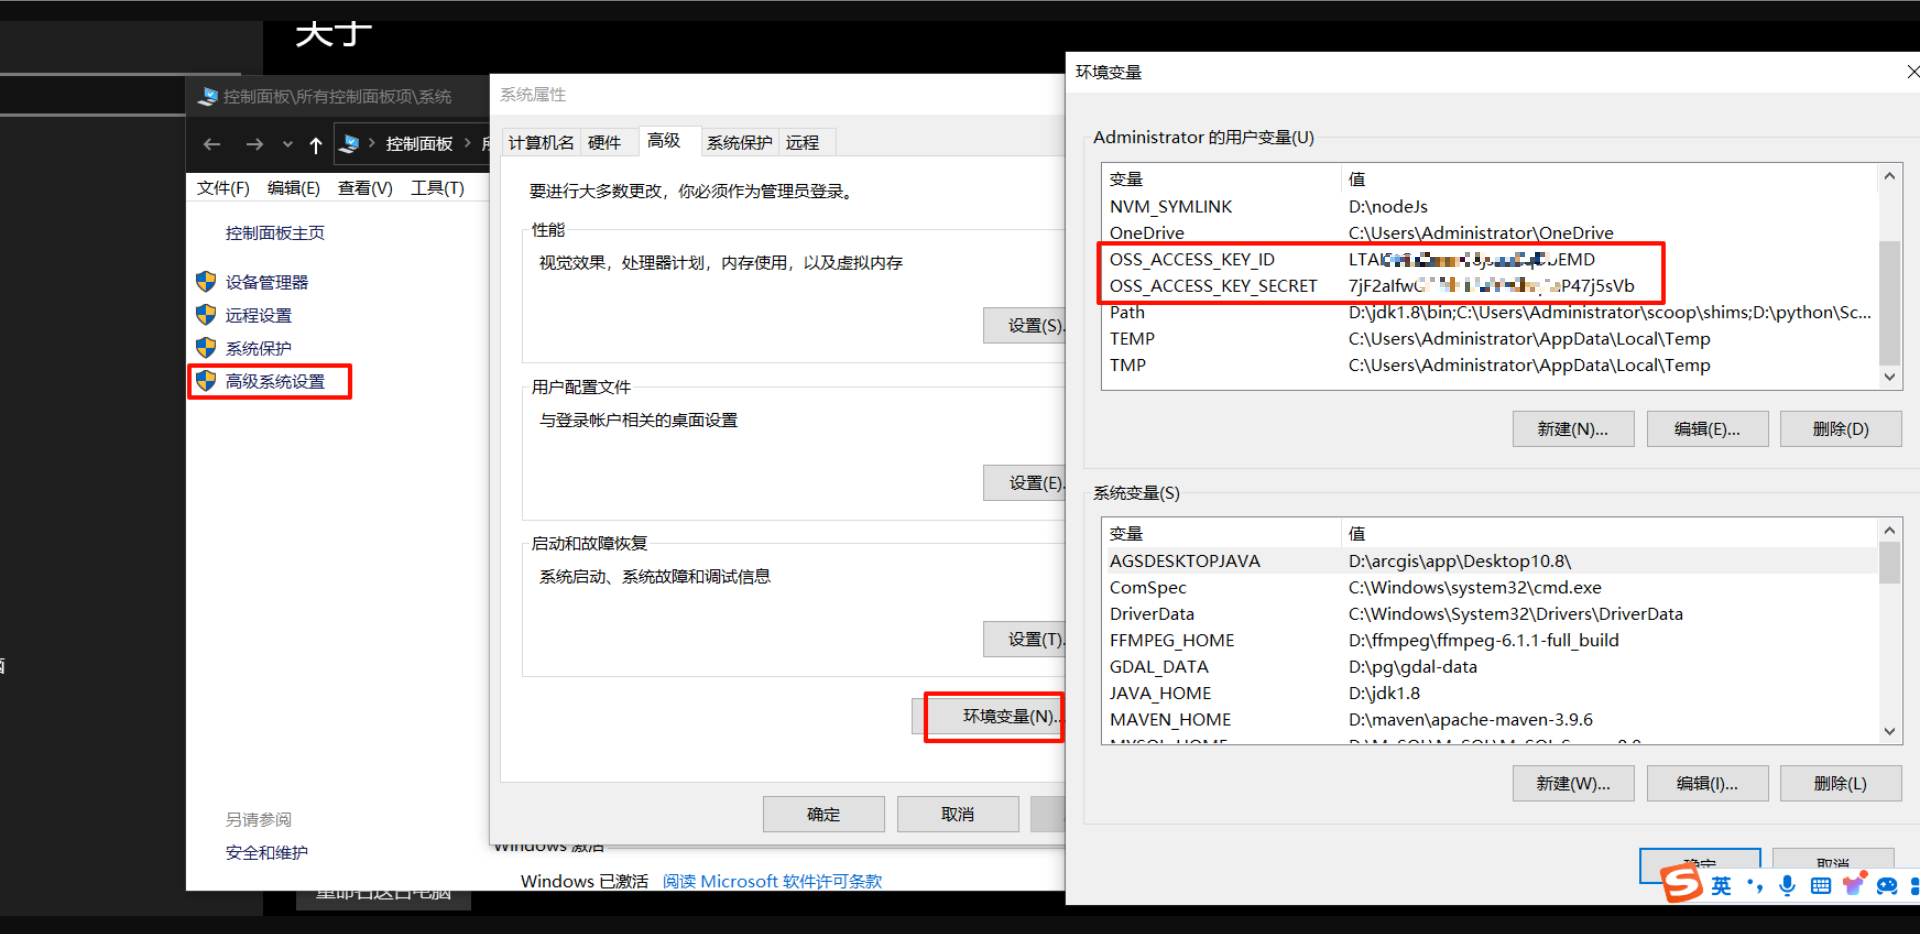 关于
控制面板\所有控制面板项\系统
控制面板
文件(F) 编辑(E) 查看(V) 工具(T)
控制面板主页
设备管理器
远程设置
系统保护
高级系统设置
另请参阅
安全和维护
Windows 激活
Windows 已激活 阅读 Microsoft 软件许可条款
重命名这台电脑
系统属性
计算机名 硬件 高级 系统保护 远程
要进行大多数更改，你必须作为管理员登录。
性能
视觉效果，处理器计划，内存使用，以及虚拟内存
设置(S).
用户配置文件
与登录帐户相关的桌面设置
设置(E).
启动和故障恢复
系统启动、系统故障和调试信息
设置(T).
环境变量(N)...
确定 取消
环境变量
Administrator 的用户变量(U)
变量 值
NVM_SYMLINK D:\nodeJs
OneDrive C:\Users\Administrator\OneDrive
OSS_ACCESS_KEY_ID LTAI EMD
OSS_ACCESS_KEY_SECRET 7jF2aIfw P47j5sVb
Path D:\jdk1.8\bin;C:\Users\Administrator\scoop\shims;D:\python\Sc...
TEMP C:\Users\Administrator\AppData\Local\Temp
TMP C:\Users\Administrator\AppData\Local\Temp
新建(N)... 编辑(E)... 删除(D)
系统变量(S)
变量 值
AGSDESKTOPJAVA D:\arcgis\app\Desktop10.8\
ComSpec C:\Windows\system32\cmd.exe
DriverData C:\Windows\System32\Drivers\DriverData
FFMPEG_HOME D:\ffmpeg\ffmpeg-6.1.1-full_build
GDAL_DATA D:\pg\gdal-data
JAVA_HOME D:\jdk1.8
MAVEN_HOME D:\maven\apache-maven-3.9.6
MYSQL_HOME
新建(W)... 编辑(I)... 删除(L)
确定 取消
英